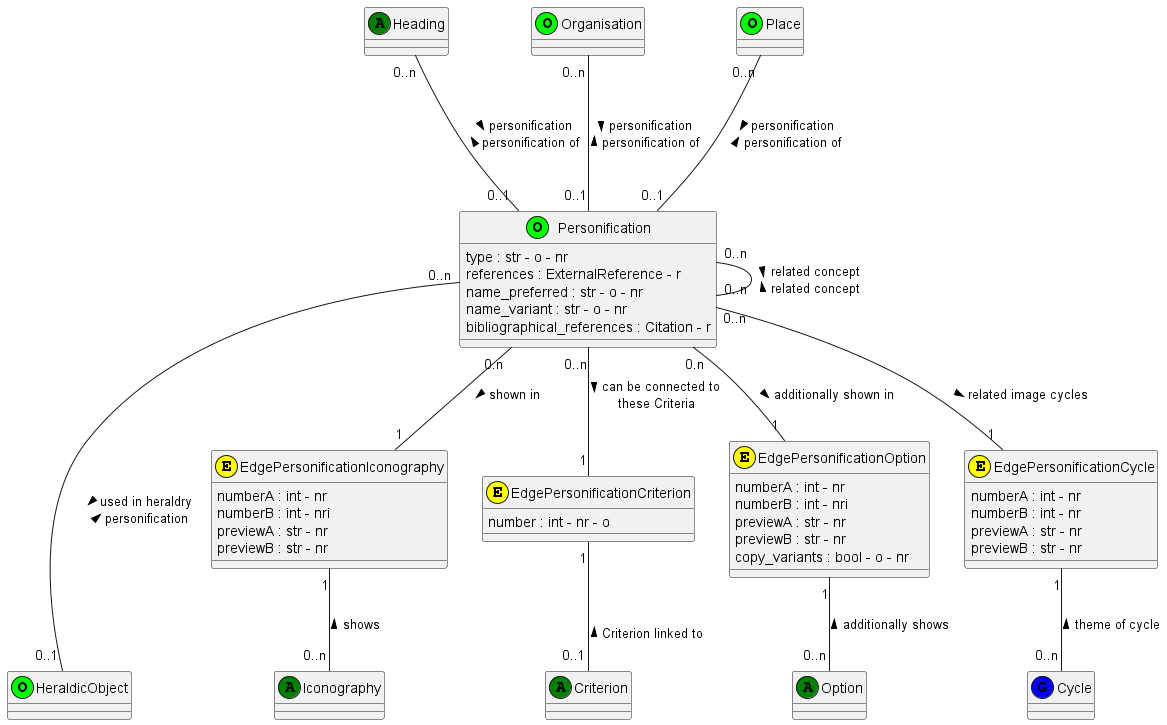 A Heading
O Organisation
O Place
0..n
0..n
0..n
personification
personification of
personification
personification of
personification
personification of
0..1
0..1
0..1
O Personification
type : str - o - nr
references : ExternalReference - r
name_preferred : str - o - nr
name_variant : str - o - nr
bibliographical_references : Citation - r
0..n
0..n
related concept
related concept
0..n
0..n
0.n
0..n
0..n
shown in
can be connected to
these Criteria
additionally shown in
related image cycles
1
1
1
1
E EdgePersonificationIconography
numberA : int - nr
numberB : int - nri
previewA : str - nr
previewB : str - nr
E EdgePersonificationCriterion
number : int - nr - o
E EdgePersonificationOption
numberA : int - nr
numberB : int - nri
previewA : str - nr
previewB : str - nr
copy_variants : bool - o - nr
E EdgePersonificationCycle
numberA : int - nr
numberB : int - nr
previewA : str - nr
previewB : str - nr
used in heraldry
personification
1
1
1
1
shows
Criterion linked to
additionally shows
theme of cycle
0..1
0..n
0..1
0..n
0..n
O HeraldicObject
A Iconography
A Criterion
A Option
G Cycle